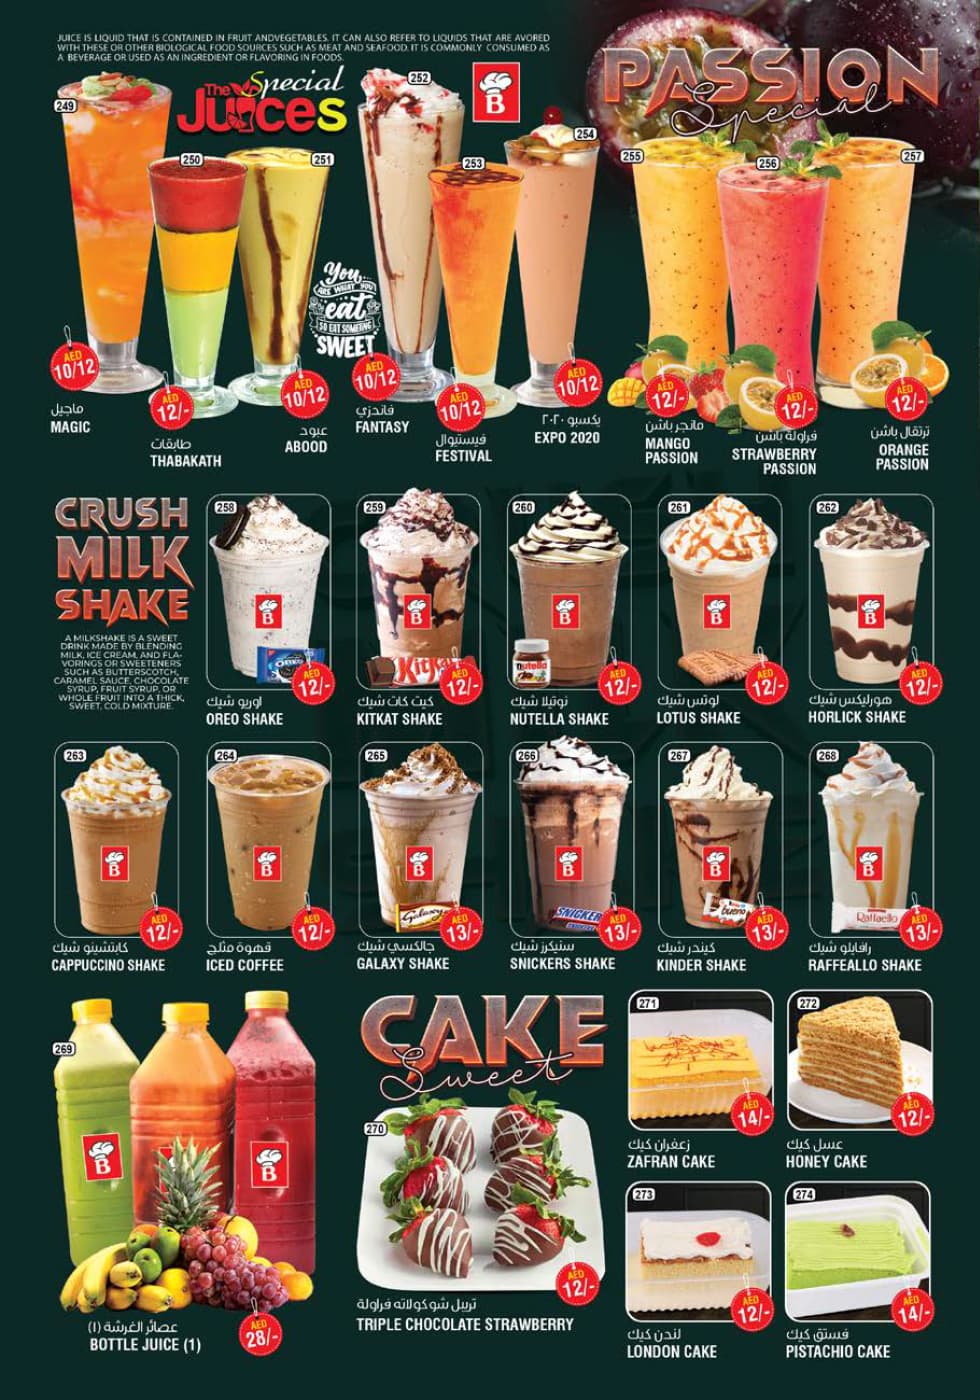 JUICE IS LIQUID THAT IS CONTAINED IN FRUIT ANDVEGETABLES. IT CAN ALSO REFER TO LIQUIDS THAT ARE AVORED
WITH THESE OR OTHER BIOLOGICAL FOOD SOURCES SUCH AS MEAT AND SEAFOOD. IT IS COMMONLY CONSUMED AS
A BEVERAGE OR USED AS AN INGREDIENT OR FLAVORING IN FOODS.
The Special
JUICES
B
PASSION
Special
249
AED
10/12
ماجيل
MAGIC
250
AED
12/-
طابقات
THABAKATH
251
AED
10/12
عبود
ABOOD
You
ARE WHAT YOU
eat
SO EAT SOMETHING
SWEET
252
AED
10/12
فانتزي
FANTASY
253
AED
10/12
فيستيوال
FESTIVAL
254
AED
10/12
يكسبو ٢٠٢٠
EXPO 2020
255
AED
12/-
مانجر باشن
MANGO
PASSION
256
AED
12/-
فراولة باشن
STRAWBERRY
PASSION
257
AED
12/-
ترتقال باشن
ORANGE
PASSION
CRUSH
MILK
SHAKE
A MILKSHAKE IS A SWEET
DRINK MADE BY BLENDING
MILK, ICE CREAM, AND FLA-
VORINGS OR SWEETENERS
SUCH AS BUTTERSCOTCH,
CARAMEL SAUCE, CHOCOLATE
SYRUP, FRUIT SYRUP, OR
WHOLE FRUIT INTO A THICK,
SWEET, COLD MIXTURE.
258
B
OREO
AED
12/-
اوريو شيك
OREO SHAKE
259
B
KitKat
AED
12/-
كيت كات شيك
KITKAT SHAKE
260
B
nutella
AED
12/-
نوتيلا شيك
NUTELLA SHAKE
261
B
AED
12/-
لوتس شيك
LOTUS SHAKE
262
B
AED
12/-
هورليكس شيك
HORLICK SHAKE
263
B
AED
12/-
كابتشينو شيك
CAPPUCCINO SHAKE
264
B
AED
12/-
قهوة مثلج
ICED COFFEE
265
B
Galaxy
AED
13/-
جالكسي شيك
GALAXY SHAKE
266
B
SNICKERS
AED
13/-
سنيكرز شيك
SNICKERS SHAKE
267
B
bueno
AED
13/-
كيندر شيك
KINDER SHAKE
268
B
Raffaello
AED
13/-
رافايلو شيك
RAFFEALLO SHAKE
269
B
B
AED
28/-
عصائر الغرشة (١)
BOTTLE JUICE (1)
CAKE
Sweet
270
AED
12/-
تريبل شوكولاته فراولة
TRIPLE CHOCOLATE STRAWBERRY
271
AED
14/-
زعفران كيك
ZAFRAN CAKE
272
AED
12/-
عسل كيك
HONEY CAKE
273
AED
12/-
لندن كيك
LONDON CAKE
274
AED
14/-
فستق كيك
PISTACHIO CAKE